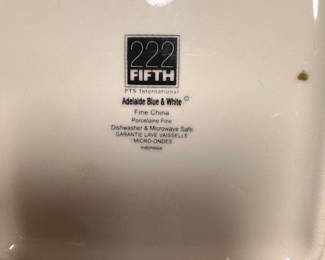 222
FIFTH
PTS International
Adelaide Blue & White ©
Fine China
Porcelaine Fine
Dishwasher & Microwave Safe
GARANTIE LAVE VAISSELLE
MICRO-ONDES